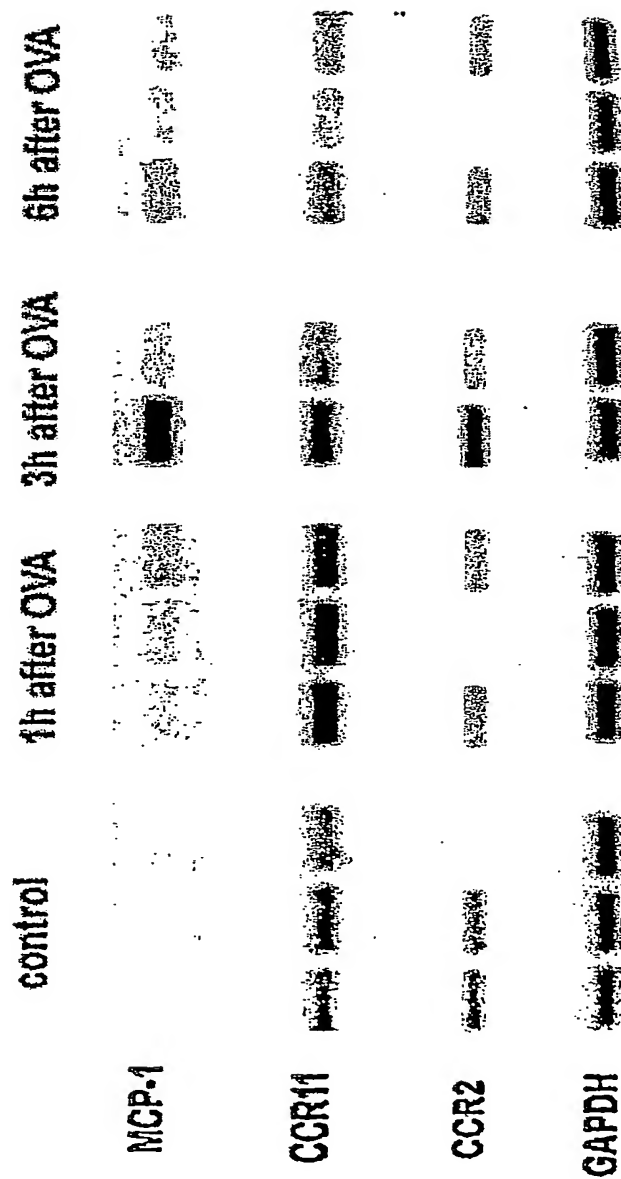 control
1h after OVA
3h after OVA
6h after OVA
MCP-1
CCR11
CCR2
GAPDH